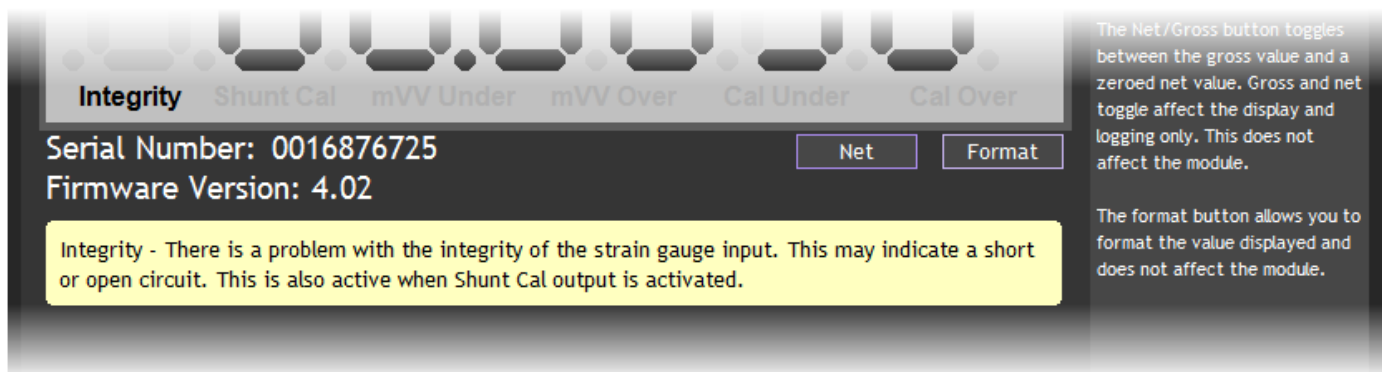 Integrity Shunt Cal mVV Under mVV Over Cal Under Cal Over
Serial Number: 0016876725
Net Format
Firmware Version: 4.02
Integrity - There is a problem with the integrity of the strain gauge input. This may indicate a short
or open circuit. This is also active when Shunt Cal output is activated.
The Net/Gross button toggles
between the gross value and a
zeroed net value. Gross and net
toggle affect the display and
logging only. This does not
affect the module.
The format button allows you to
format the value displayed and
does not affect the module.